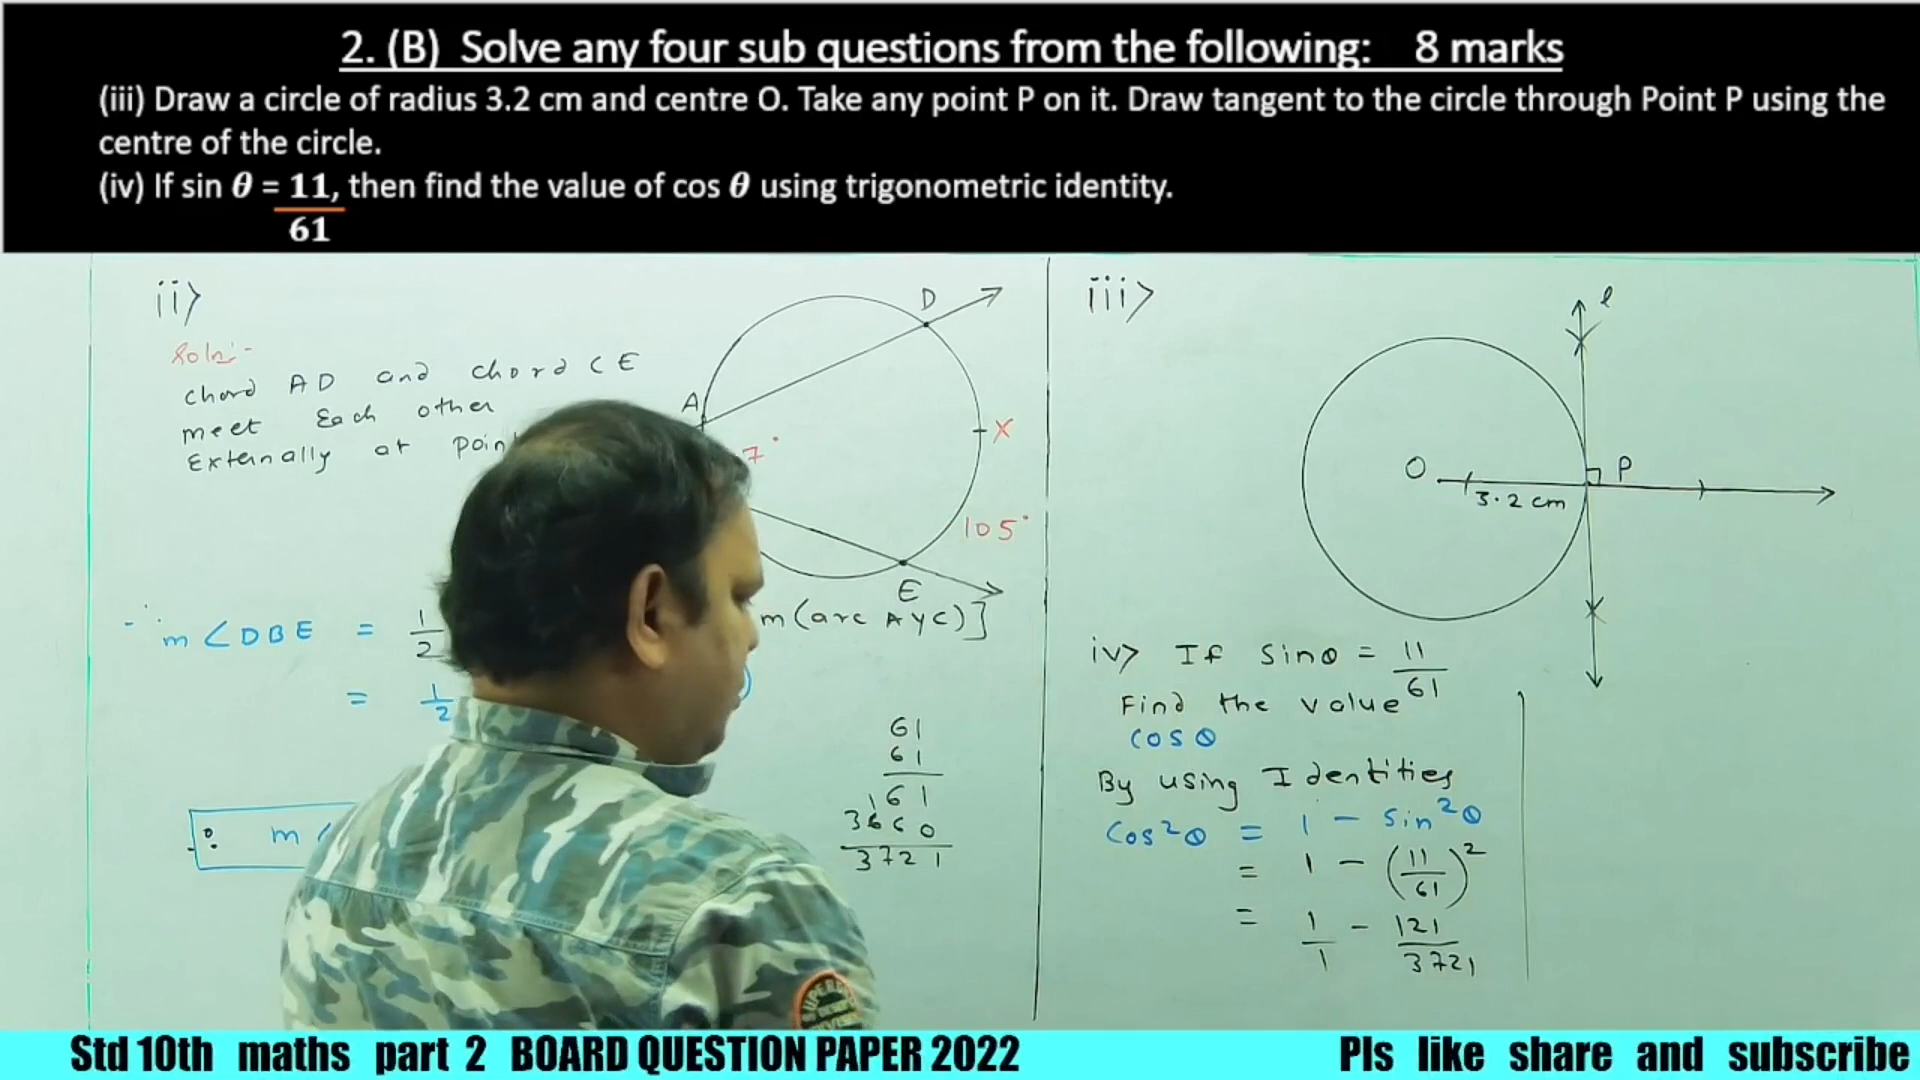 2. (B) Solve any four sub questions from the following: 8 marks
(iii) Draw a circle of radius 3.2 cm and centre O. Take any point P on it. Draw tangent to the circle through Point P using the
centre of the circle.
(iv) If sin θ = 11, then find the value of cos θ using trigonometric identity.
61
ii>
Soln:-
chord AD and chord CE
meet Each other
Externally at Poin
D
A
7°
X
105°
E
m∠DBE = 1/2 m(arc AYC)]
= 1/2 )
∴ m
61
61
161
3660
3721
iii>
l
O
P
3.2 cm
iv> If Sinθ = 11/61
Find the value
cosθ
By using Identities
Cos²θ = 1 - Sin²θ
= 1 - (11/61)²
= 1/1 - 121/3721
Std 10th maths part 2 BOARD QUESTION PAPER 2022
Pls like share and subscribe